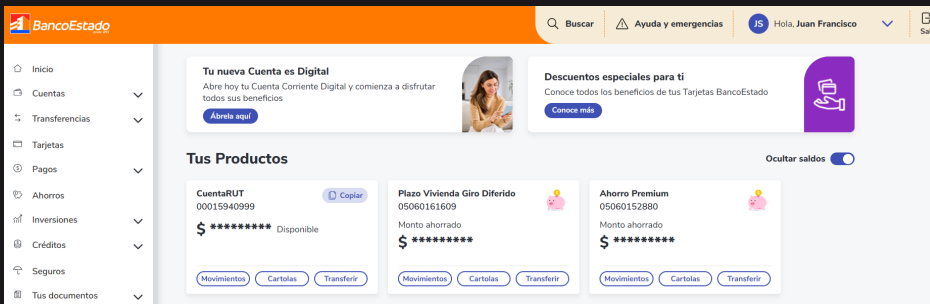 BancoEstado
Buscar
Ayuda y emergencias
JS
Hola, Juan Francisco
Inicio
Cuentas
Transferencias
Tarjetas
Pagos
Ahorros
Inversiones
Créditos
Seguros
Tus documentos
Tu nueva Cuenta es Digital
Abre hoy tu Cuenta Corriente Digital y comienza a disfrutar
todos sus beneficios
Ábrela aquí
Descuentos especiales para ti
Conoce todos los beneficios de tus Tarjetas BancoEstado
Conoce más
Tus Productos
Ocultar saldos
CuentaRUT
Copiar
00015940999
$ ********* Disponible
Movimientos Cartolas Transferir
Plazo Vivienda Giro Diferido
05060161609
Monto ahorrado
$ *********
Movimientos Cartolas Transferir
Ahorro Premium
05060152880
Monto ahorrado
$ *********
Movimientos Cartolas Transferir